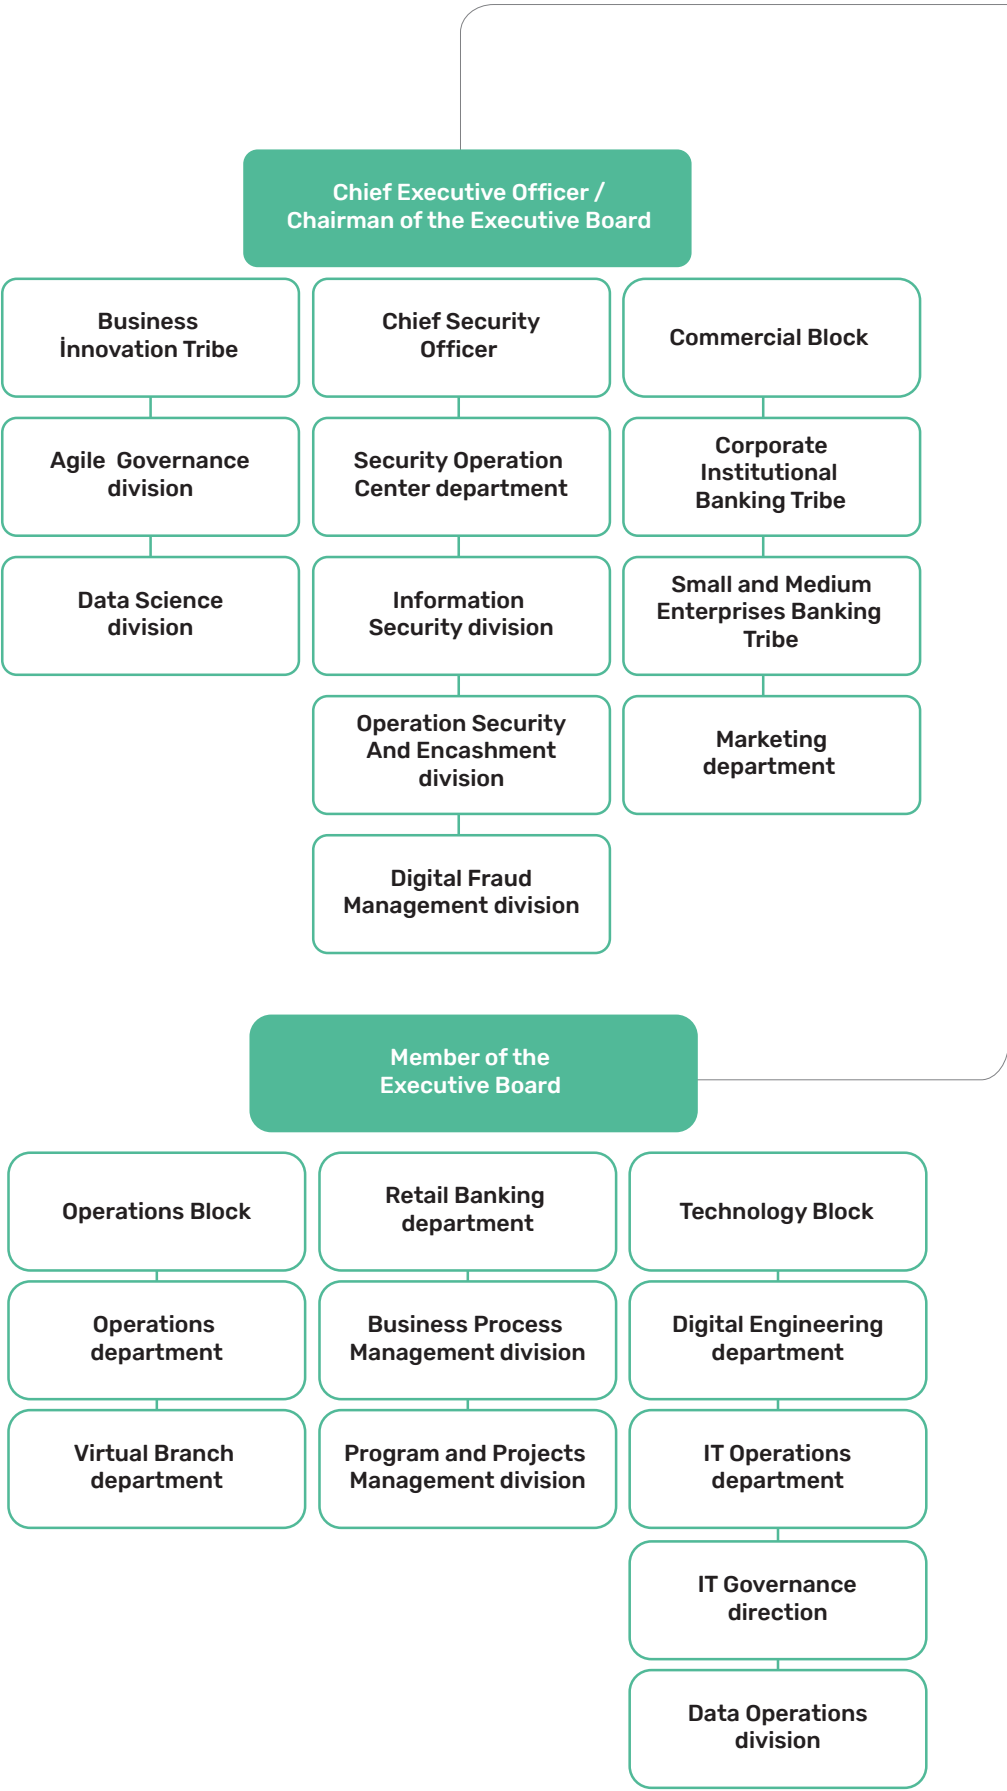 Chief Executive Officer /
Chairman of the Executive Board
Business
İnnovation Tribe
Agile  Governance
division
Data Science
division
Chief Security
Officer
Security Operation
Center department
Information
Security division
Operation Security
And Encashment
division
Digital Fraud
Management division
Commercial Block
Corporate
Institutional
Banking Tribe
Small and Medium
Enterprises Banking
Tribe
Marketing
department
Member of the
Executive Board
Operations Block
Operations
department
Virtual Branch
department
Retail Banking
department
Business Process
Management division
Program and Projects
Management division
Technology Block
Digital Engineering
department
IT Operations
department
IT Governance
direction
Data Operations
division